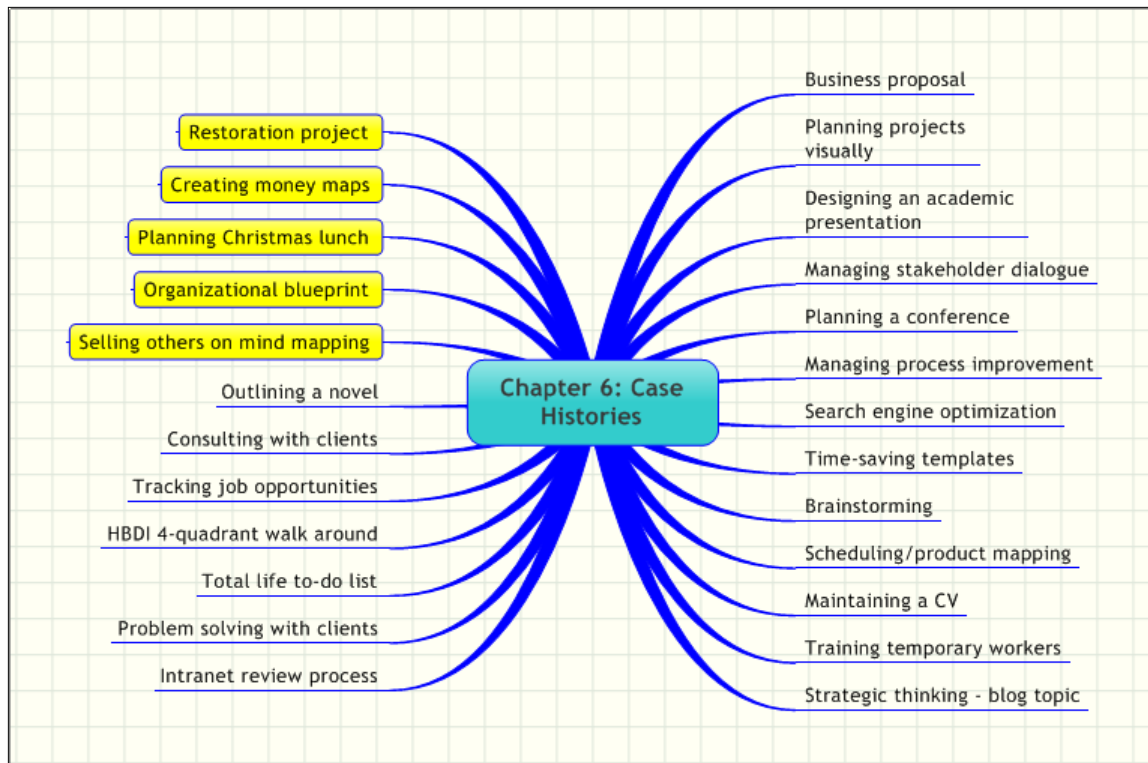 Chapter 6: Case
Histories
Business proposal
Planning projects
visually
Designing an academic
presentation
Managing stakeholder dialogue
Planning a conference
Managing process improvement
Search engine optimization
Time-saving templates
Brainstorming
Scheduling/product mapping
Maintaining a CV
Training temporary workers
Strategic thinking - blog topic
Restoration project
Creating money maps
Planning Christmas lunch
Organizational blueprint
Selling others on mind mapping
Outlining a novel
Consulting with clients
Tracking job opportunities
HBDI 4-quadrant walk around
Total life to-do list
Problem solving with clients
Intranet review process